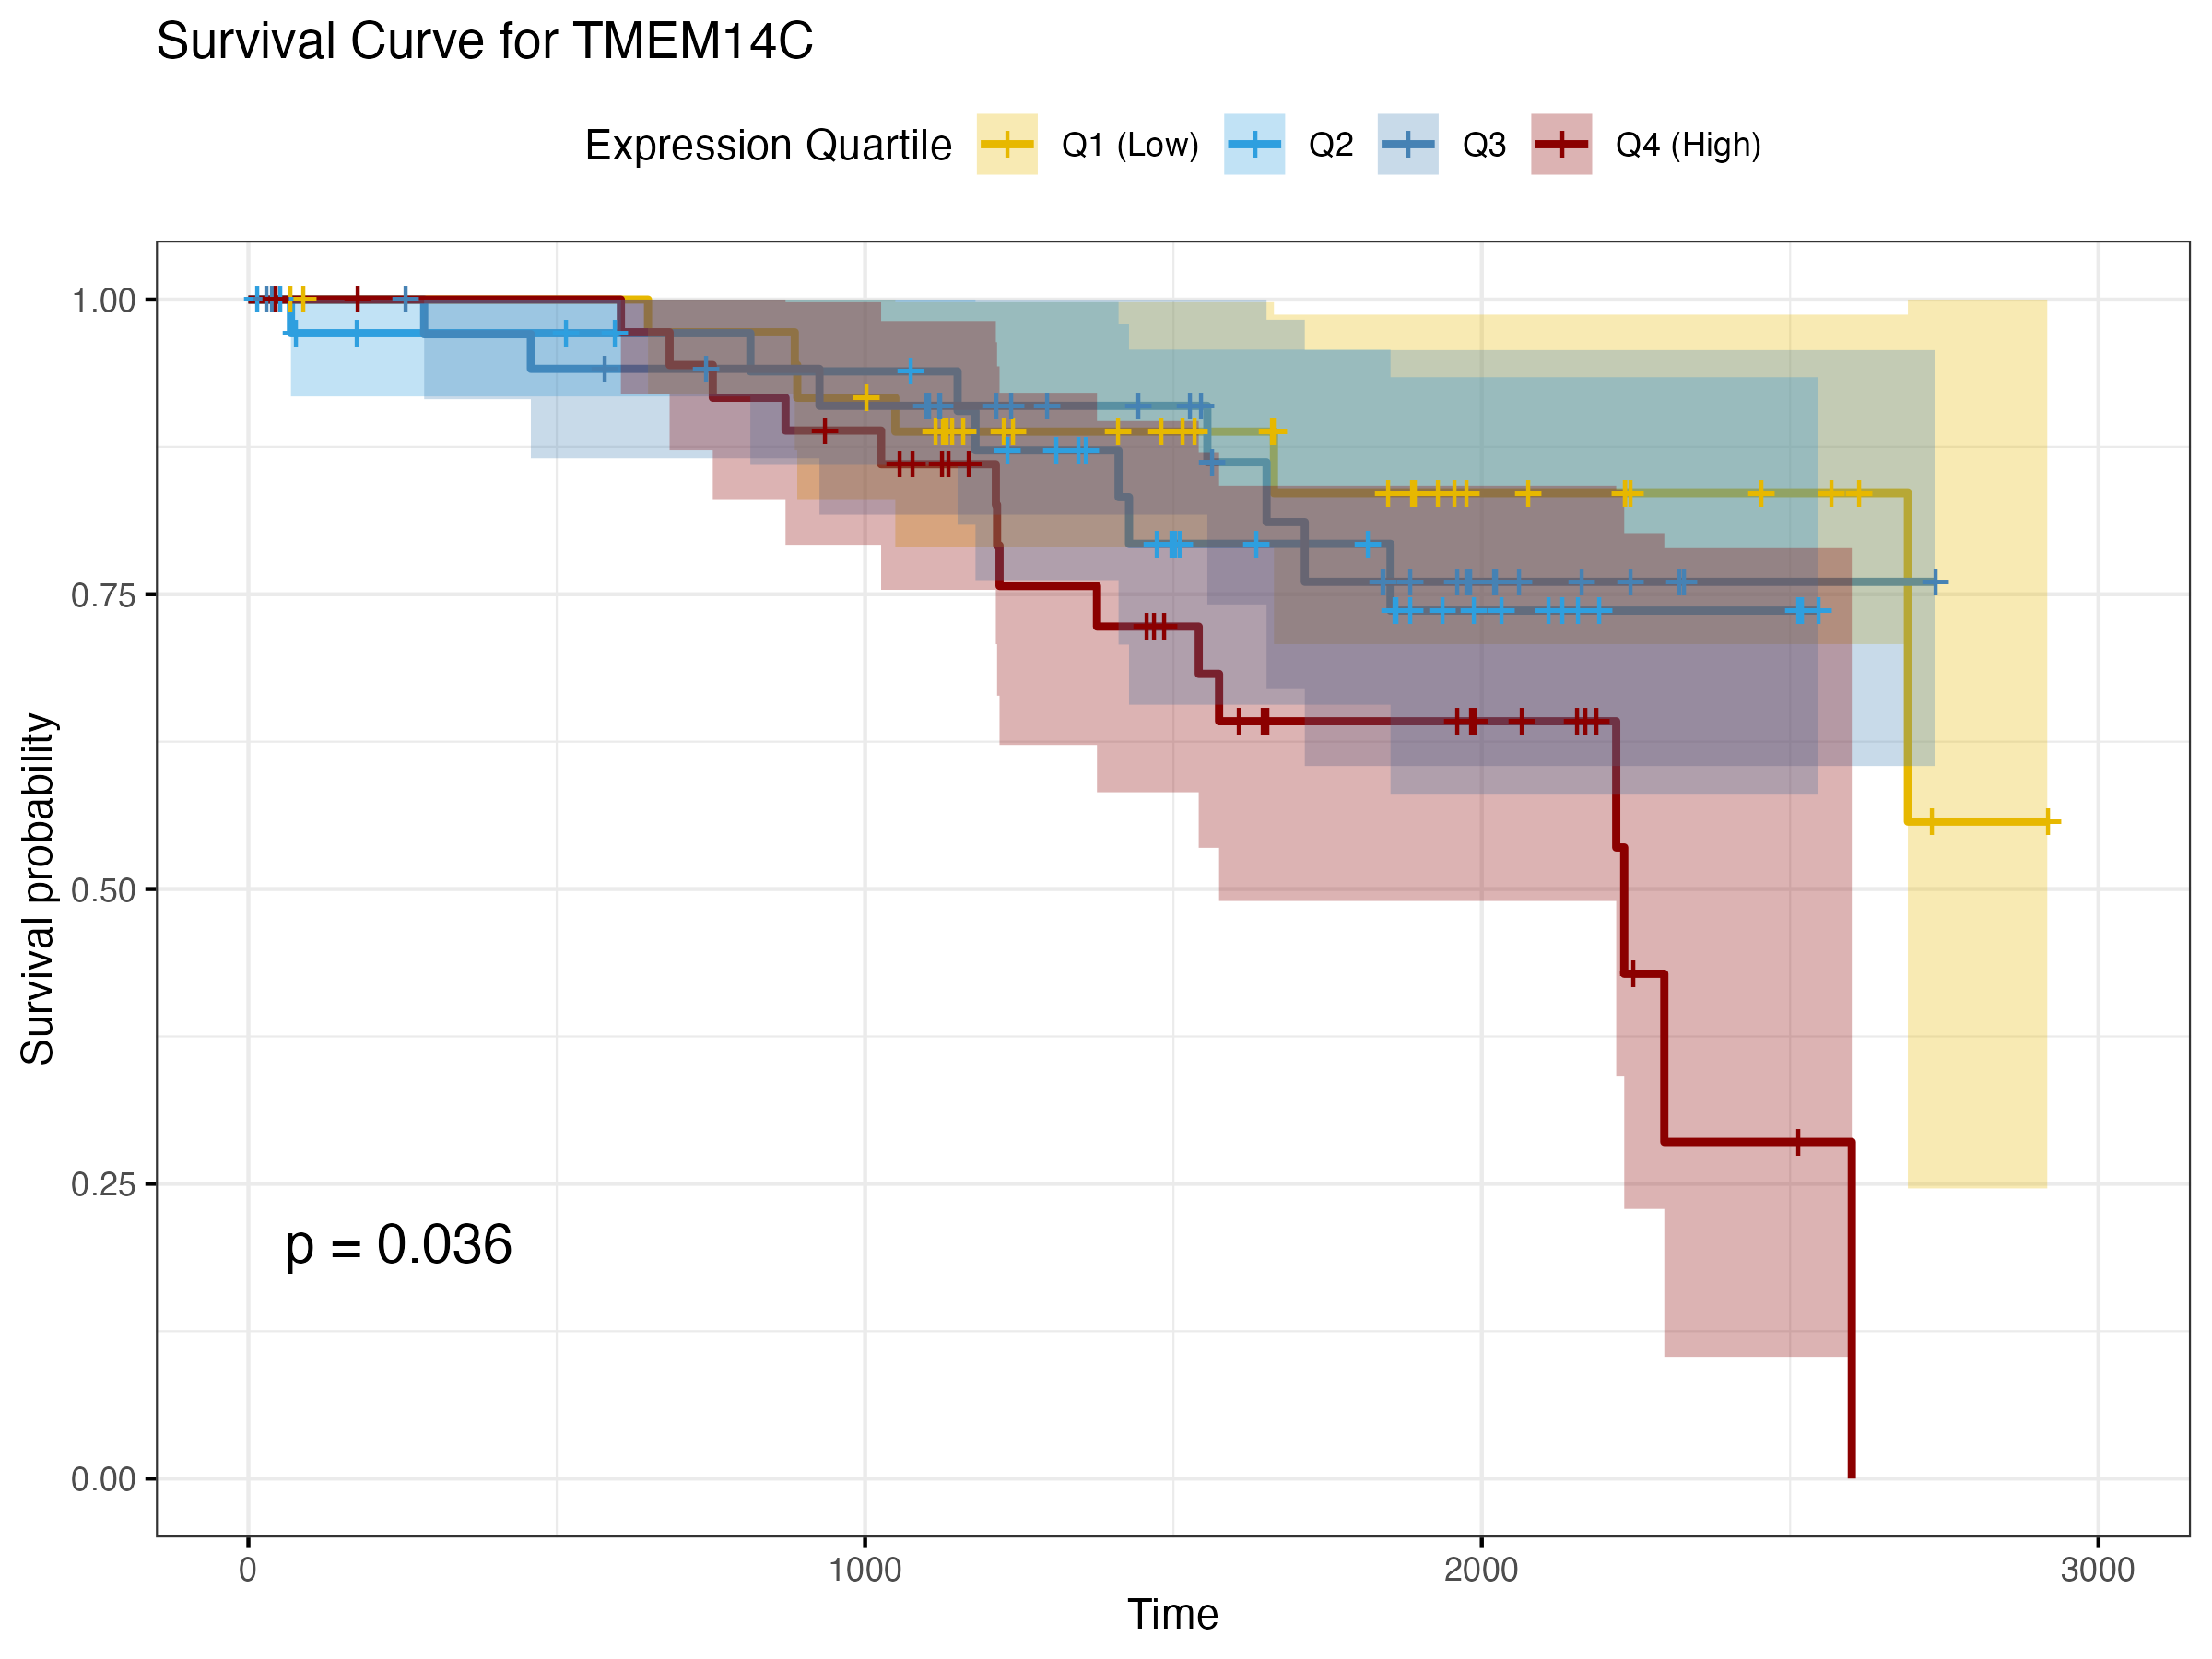 Survival Curve for TMEM14C
Expression Quartile Q1 (Low) Q2 Q3 Q4 (High)
Survival probability
1.00
0.75
0.50
0.25
0.00
p = 0.036
0 1000 2000 3000
Time